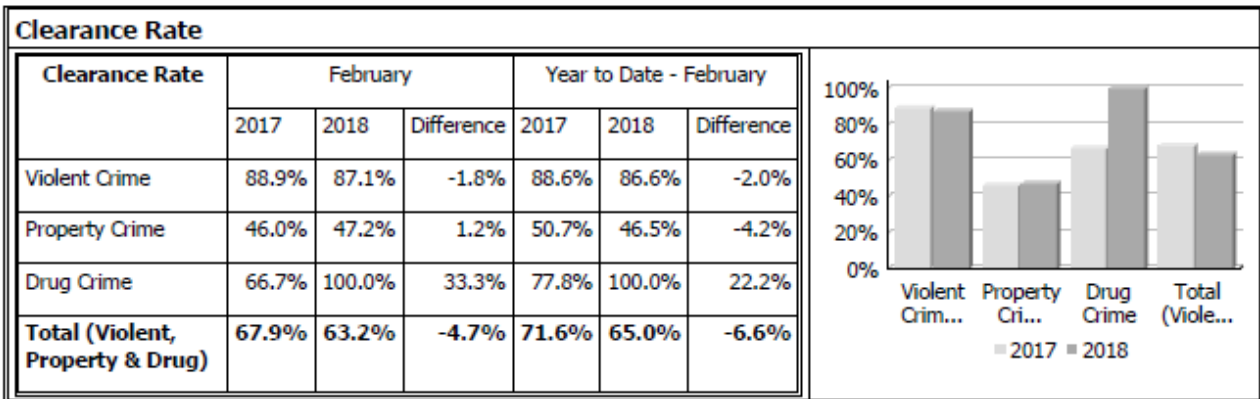 Clearance Rate
Clearance Rate February Year to Date - February
2017 2018 Difference 2017 2018 Difference
Violent Crime 88.9% 87.1% -1.8% 88.6% 86.6% -2.0%
Property Crime 46.0% 47.2% 1.2% 50.7% 46.5% -4.2%
Drug Crime 66.7% 100.0% 33.3% 77.8% 100.0% 22.2%
Total (Violent, 67.9% 63.2% -4.7% 71.6% 65.0% -6.6%
Property & Drug)
100%
80%
60%
40%
20%
0%
Violent Property Drug Total
Crim... Cri... Crime (Viole...
2017 2018